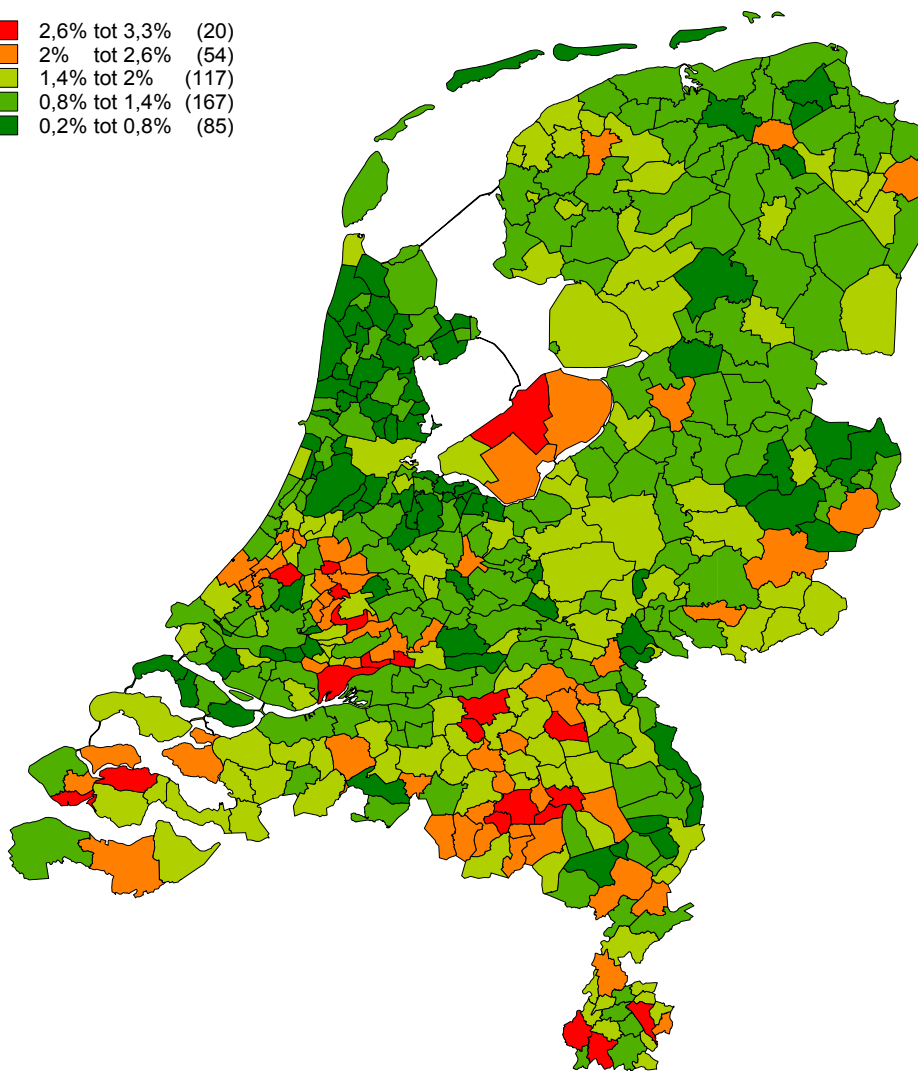 2,6% tot 3,3% (20)
2% tot 2,6% (54)
1,4% tot 2% (117)
0,8% tot 1,4% (167)
0,2% tot 0,8% (85)